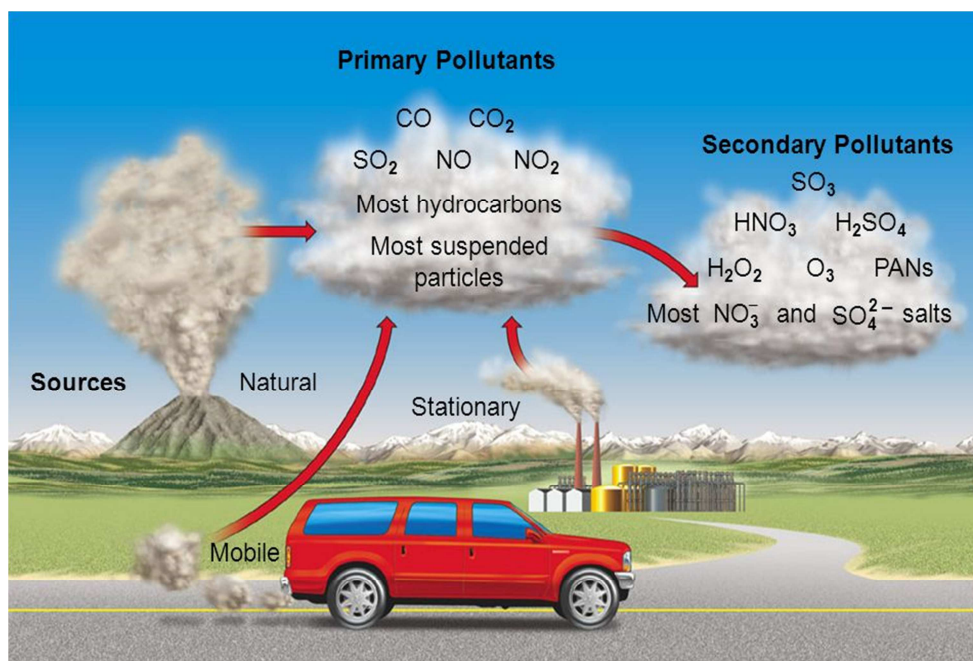 Primary Pollutants
CO CO₂
SO₂ NO NO₂
Most hydrocarbons
Most suspended
particles
Secondary Pollutants
SO₃
HNO₃ H₂SO₄
H₂O₂ O₃ PANs
Most NO₃⁻ and SO₄²⁻ salts
Sources
Natural
Stationary
Mobile